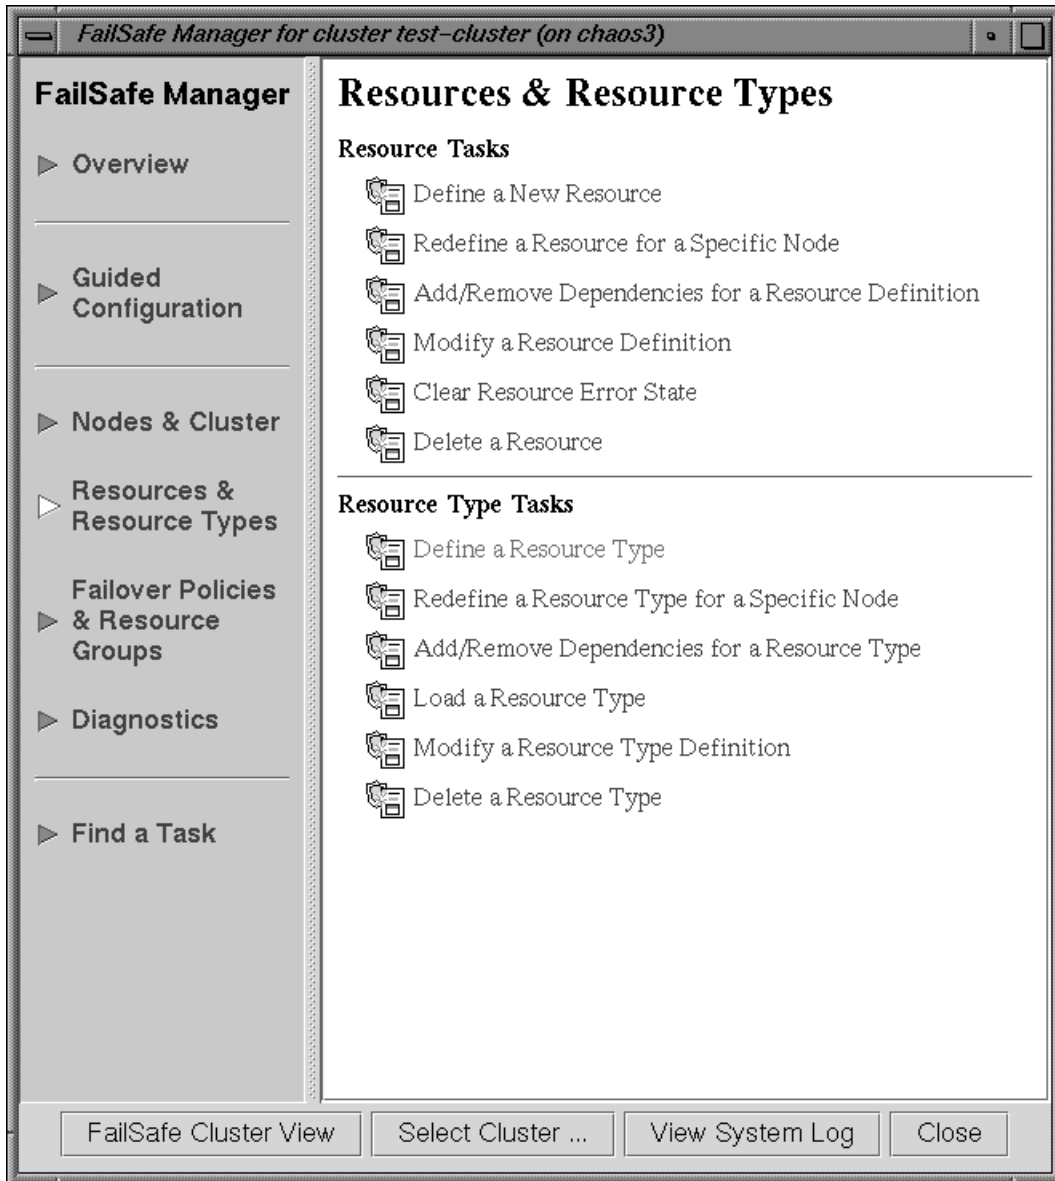 FailSafe Manager for cluster test-cluster (on chaos3)
FailSafe Manager
Overview
Guided
Configuration
Nodes & Cluster
Resources &
Resource Types
Failover Policies
& Resource
Groups
Diagnostics
Find a Task
Resources & Resource Types
Resource Tasks
Define a New Resource
Redefine a Resource for a Specific Node
Add/Remove Dependencies for a Resource Definition
Modify a Resource Definition
Clear Resource Error State
Delete a Resource
Resource Type Tasks
Define a Resource Type
Redefine a Resource Type for a Specific Node
Add/Remove Dependencies for a Resource Type
Load a Resource Type
Modify a Resource Type Definition
Delete a Resource Type
FailSafe Cluster View
Select Cluster ...
View System Log
Close